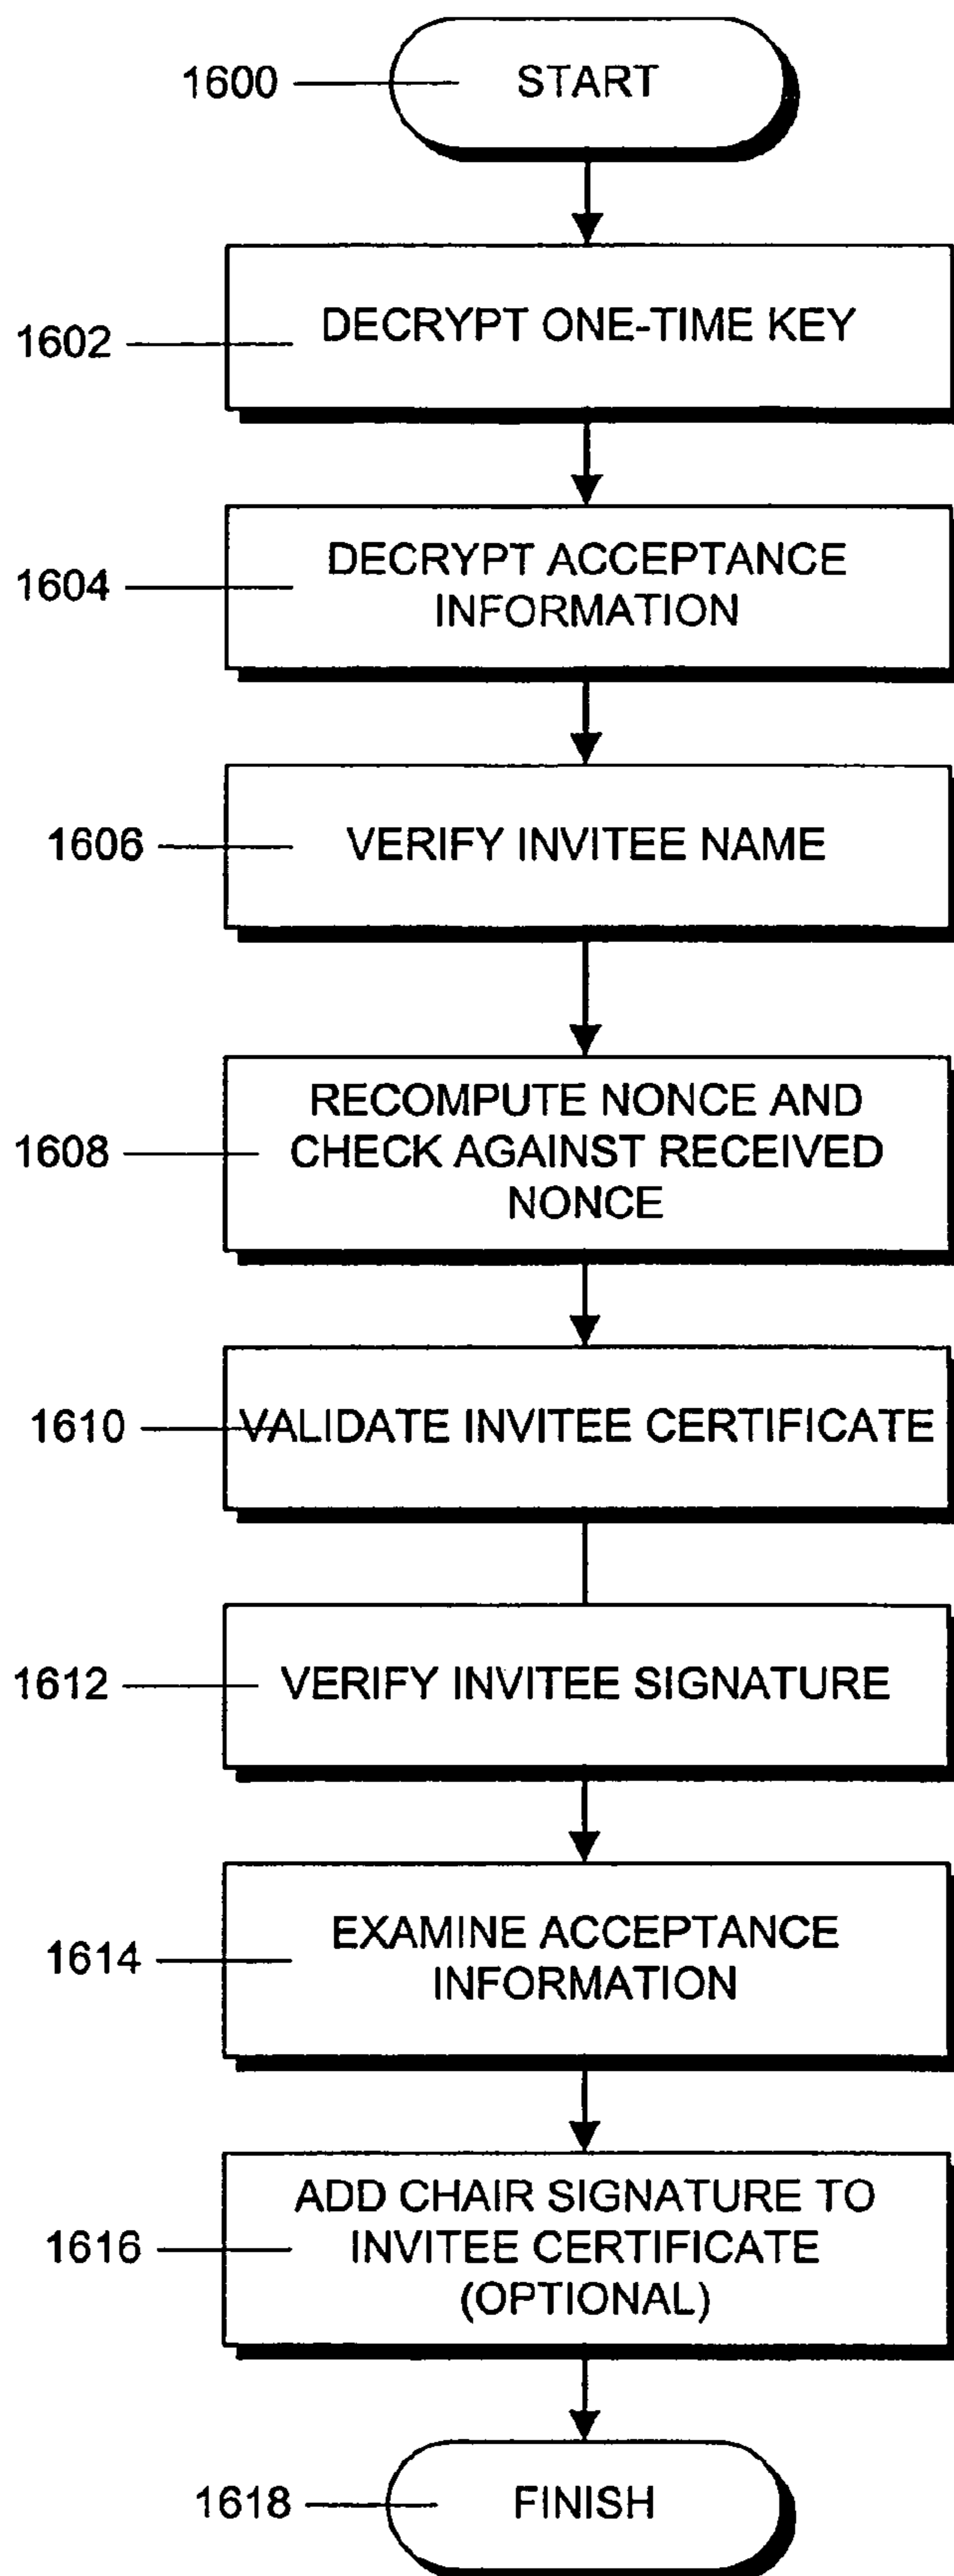 1600
START
1602
DECRYPT ONE-TIME KEY
1604
DECRYPT ACCEPTANCE
INFORMATION
1606
VERIFY INVITEE NAME
1608
RECOMPUTE NONCE AND
CHECK AGAINST RECEIVED
NONCE
1610
VALIDATE INVITEE CERTIFICATE
1612
VERIFY INVITEE SIGNATURE
1614
EXAMINE ACCEPTANCE
INFORMATION
1616
ADD CHAIR SIGNATURE TO
INVITEE CERTIFICATE
(OPTIONAL)
1618
FINISH